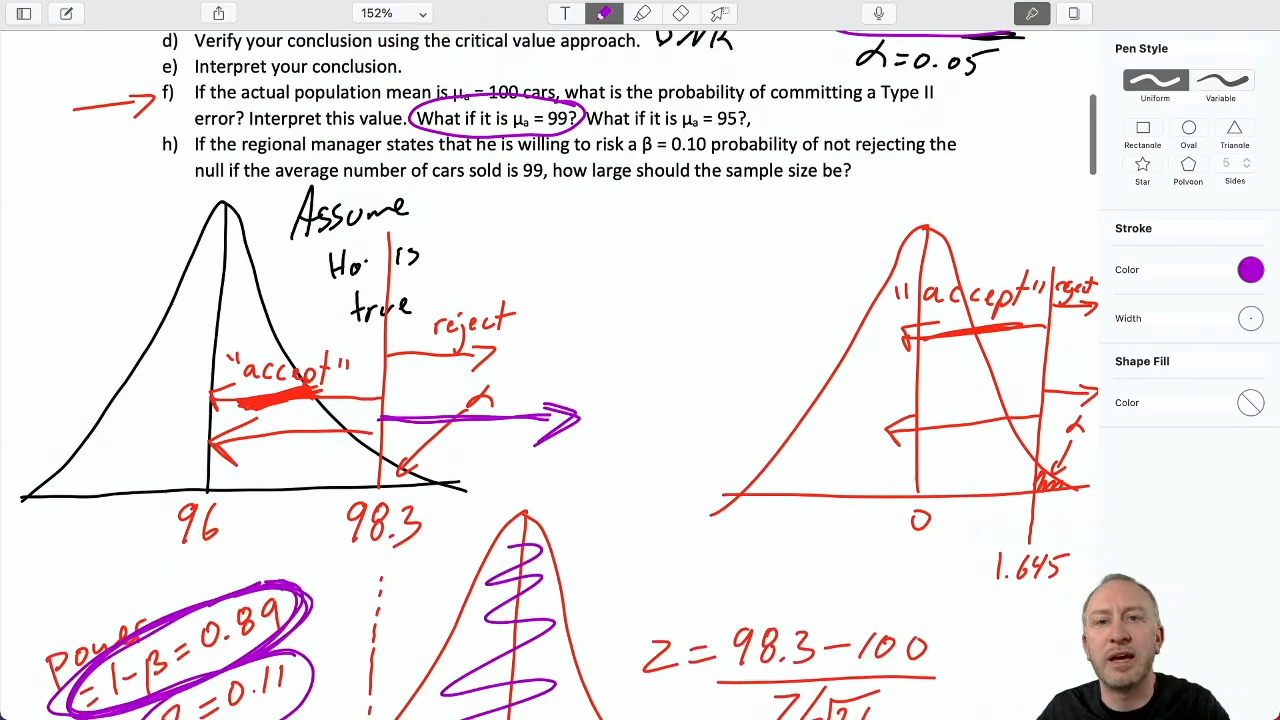 152%
T
d) Verify your conclusion using the critical value approach.
α = 0.05
e) Interpret your conclusion.
f) If the actual population mean is μₐ = 100 cars, what is the probability of committing a Type II
error? Interpret this value. What if it is μₐ = 99? What if it is μₐ = 95?,
h) If the regional manager states that he is willing to risk a β = 0.10 probability of not rejecting the
null if the average number of cars sold is 99, how large should the sample size be?
Assume
Ho is
true
reject
"accept"
α
96
98.3
"accept"
reject
α
0
1.645
power
= 1-β = 0.89
= 0.11
Z = 98.3 - 100
Pen Style
Uniform Variable
Rectangle Oval Triangle
5
Star Polygon Sides
Stroke
Color
Width
Shape Fill
Color